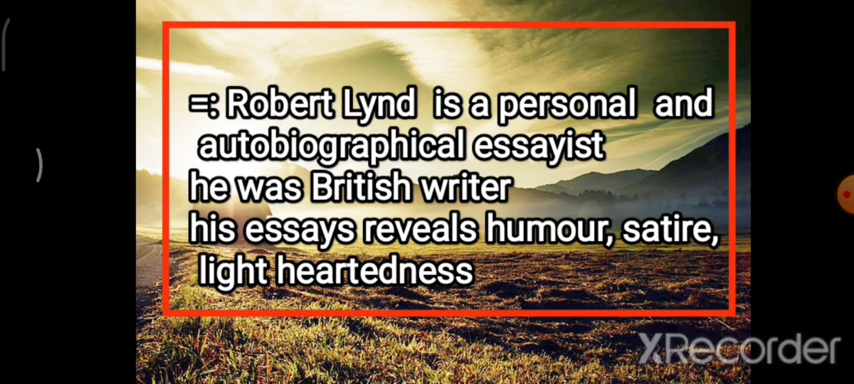 =: Robert Lynd is a personal and
autobiographical essayist
he was British writer
his essays reveals humour, satire,
light heartedness
XRecorder